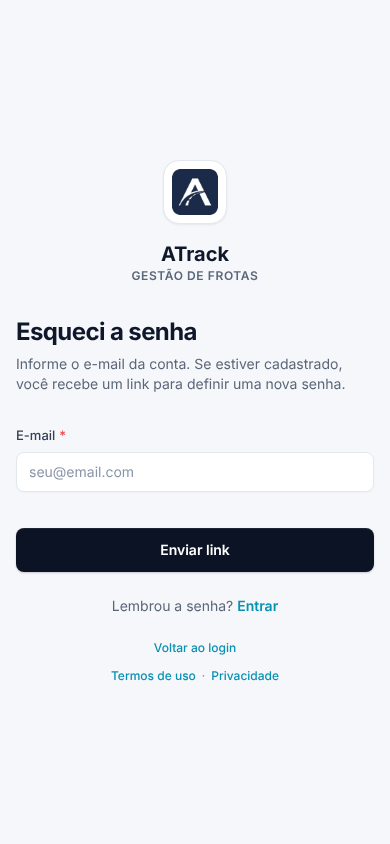 ATrack
GESTÃO DE FROTAS
Esqueci a senha
Informe o e-mail da conta. Se estiver cadastrado,
você recebe um link para definir uma nova senha.
E-mail *
seu@email.com
Enviar link
Lembrou a senha? Entrar
Voltar ao login
Termos de uso · Privacidade